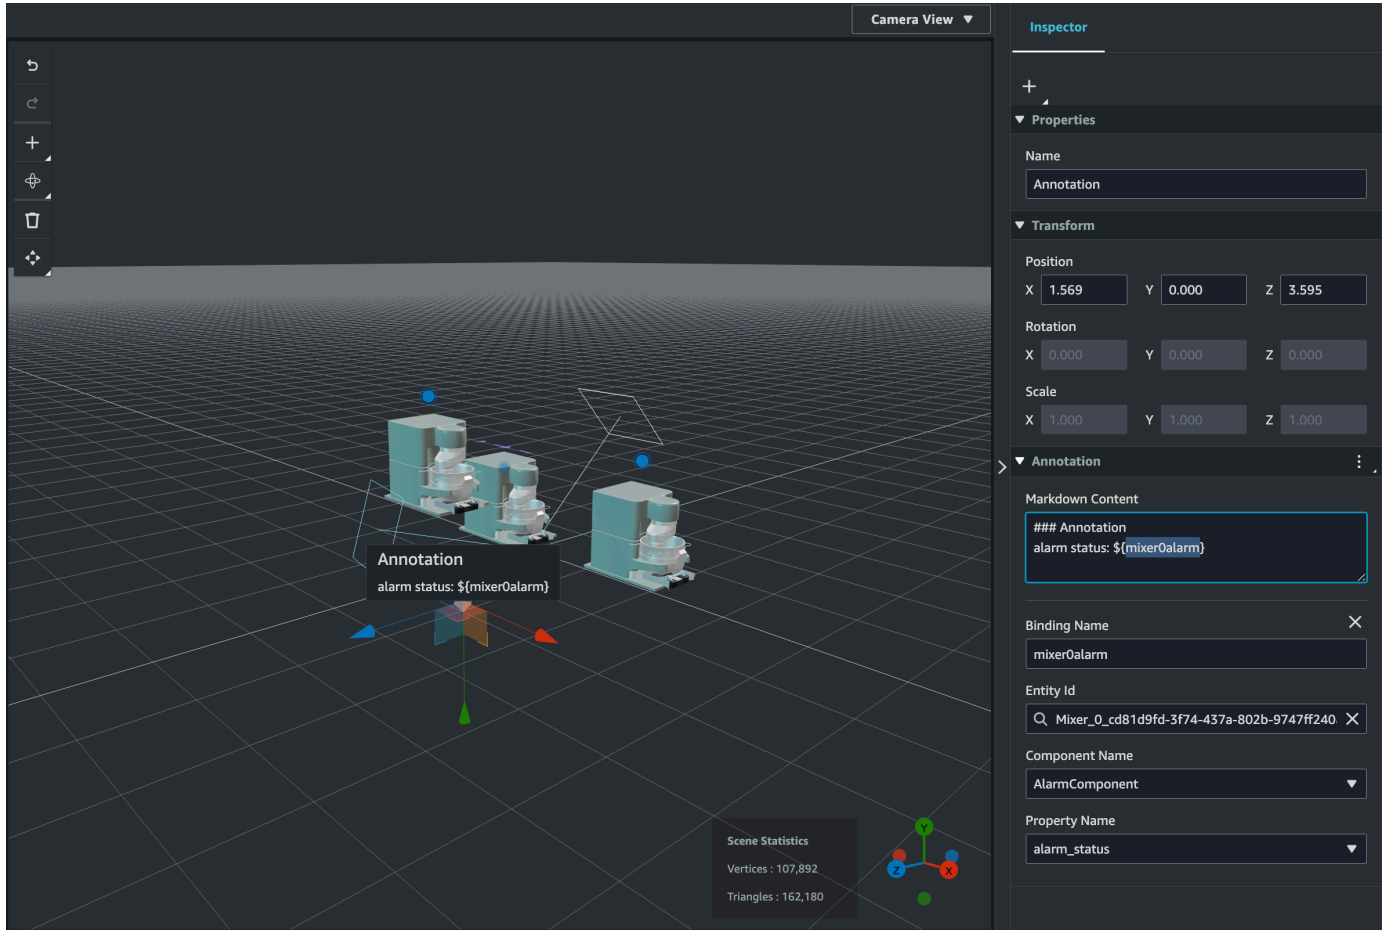 Camera View
Inspector
Properties
Name
Annotation
Transform
Position
X 1.569 Y 0.000 Z 3.595
Rotation
X 0.000 Y 0.000 Z 0.000
Scale
X 1.000 Y 1.000 Z 1.000
Annotation
Markdown Content
### Annotation
alarm status: ${mixer0alarm}
Binding Name
mixer0alarm
Entity Id
Mixer_0_cd81d9fd-3f74-437a-802b-9747ff240
Component Name
AlarmComponent
Property Name
alarm_status
Annotation
alarm status: ${mixer0alarm}
Scene Statistics
Vertices : 107,892
Triangles : 162,180
Y
Z
X